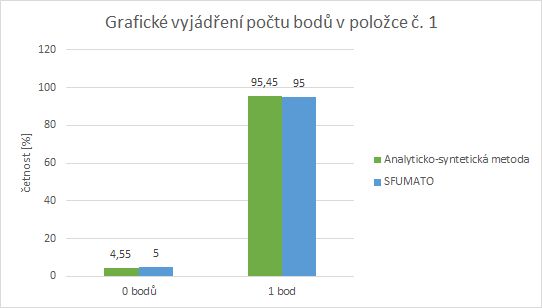 Grafické vyjádření počtu bodů v položce č. 1
120
100
80
60
40
20
0
četnost [%]
4,55
5
95,45
95
0 bodů
1 bod
Analyticko-syntetická metoda
SFUMATO